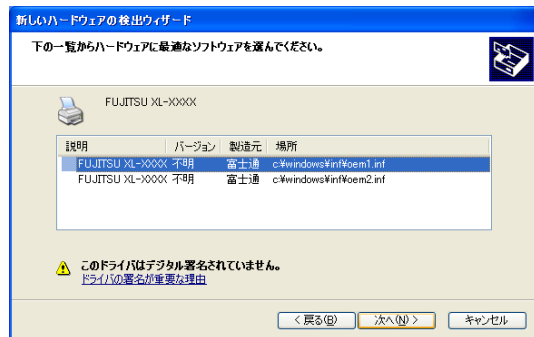 新しいハードウェアの検出ウィザード
下の一覧からハードウェアに最適なソフトウェアを選んでください。
FUJITSU XL-XXXX
説明 バージョン 製造元 場所
FUJITSU XL-XXXX 不明 富士通 c:¥windows¥inf¥oem1.inf
FUJITSU XL-XXXX 不明 富士通 c:¥windows¥inf¥oem2.inf
このドライバはデジタル署名されていません。
ドライバの署名が重要な理由
< 戻る(B) 次へ(N) > キャンセル